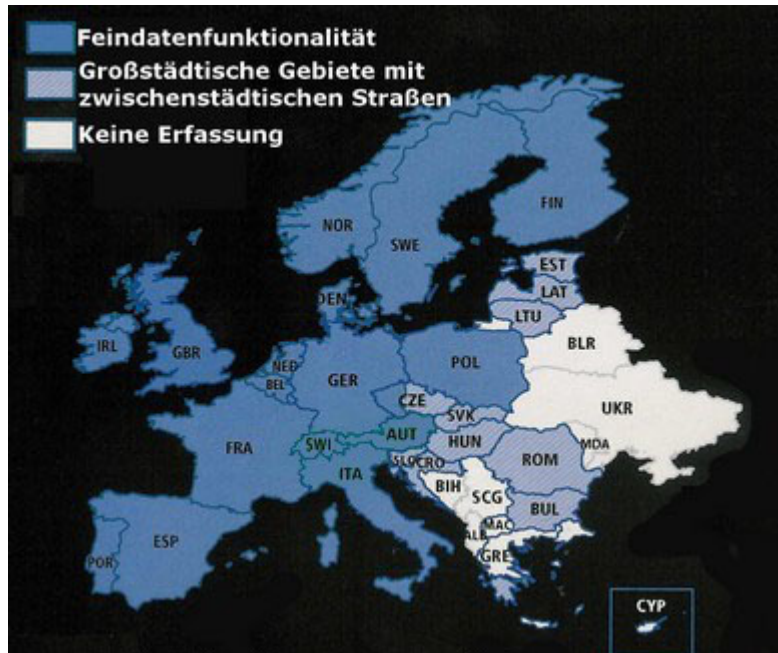 Feindatenfunktionalität
Großstädtische Gebiete mit
zwischenstädtischen Straßen
Keine Erfassung
NOR
SWE
FIN
EST
LAT
LTU
DEN
IRL
GBR
NED
BEL
GER
POL
BLR
UKR
CZE
SVK
FRA
SWI
AUT
HUN
MDA
ITA
SLO
CRO
ROM
BIH
SCG
BUL
MAC
ALB
GRE
POR
ESP
CYP